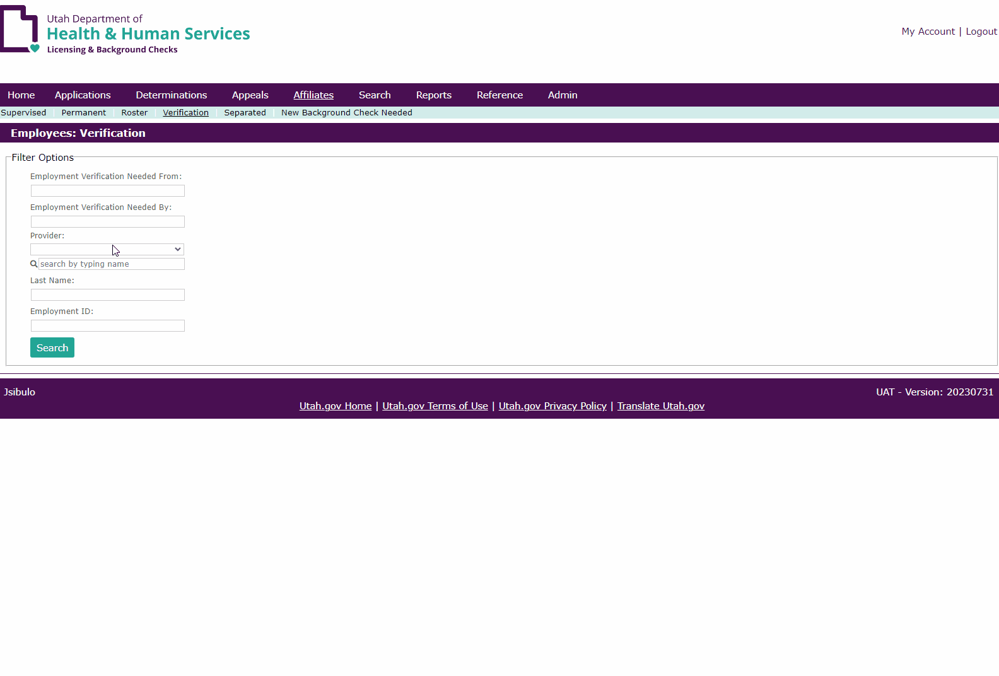 Utah Department of
Health & Human Services
Licensing & Background Checks
My Account | Logout
Home Applications Determinations Appeals Affiliates Search Reports Reference Admin
Supervised | Permanent | Roster | Verification | Separated | New Background Check Needed
Employees: Verification
Filter Options
Employment Verification Needed From:
Employment Verification Needed By:
Provider:
search by typing name
Last Name:
Employment ID:
Search
Jsibulo
UAT - Version: 20230731
Utah.gov Home | Utah.gov Terms of Use | Utah.gov Privacy Policy | Translate Utah.gov